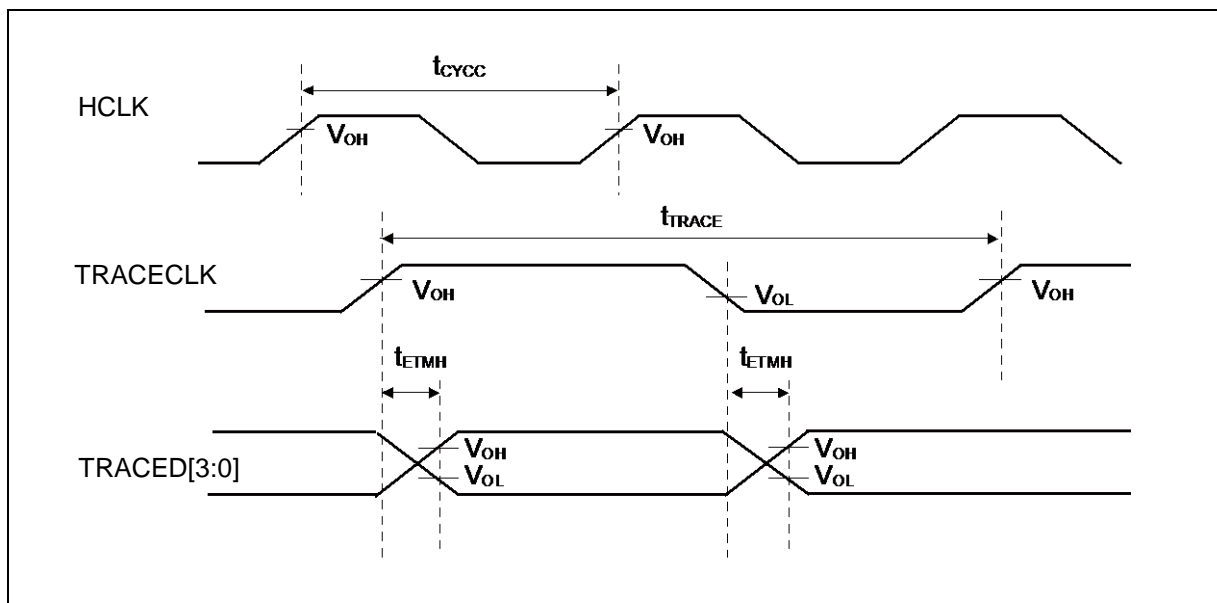 tCYCC
HCLK
VOH
VOH
tTRACE
TRACECLK
VOH
VOL
VOH
tETMH
tETMH
VOH
VOH
TRACED[3:0]
VOL
VOL